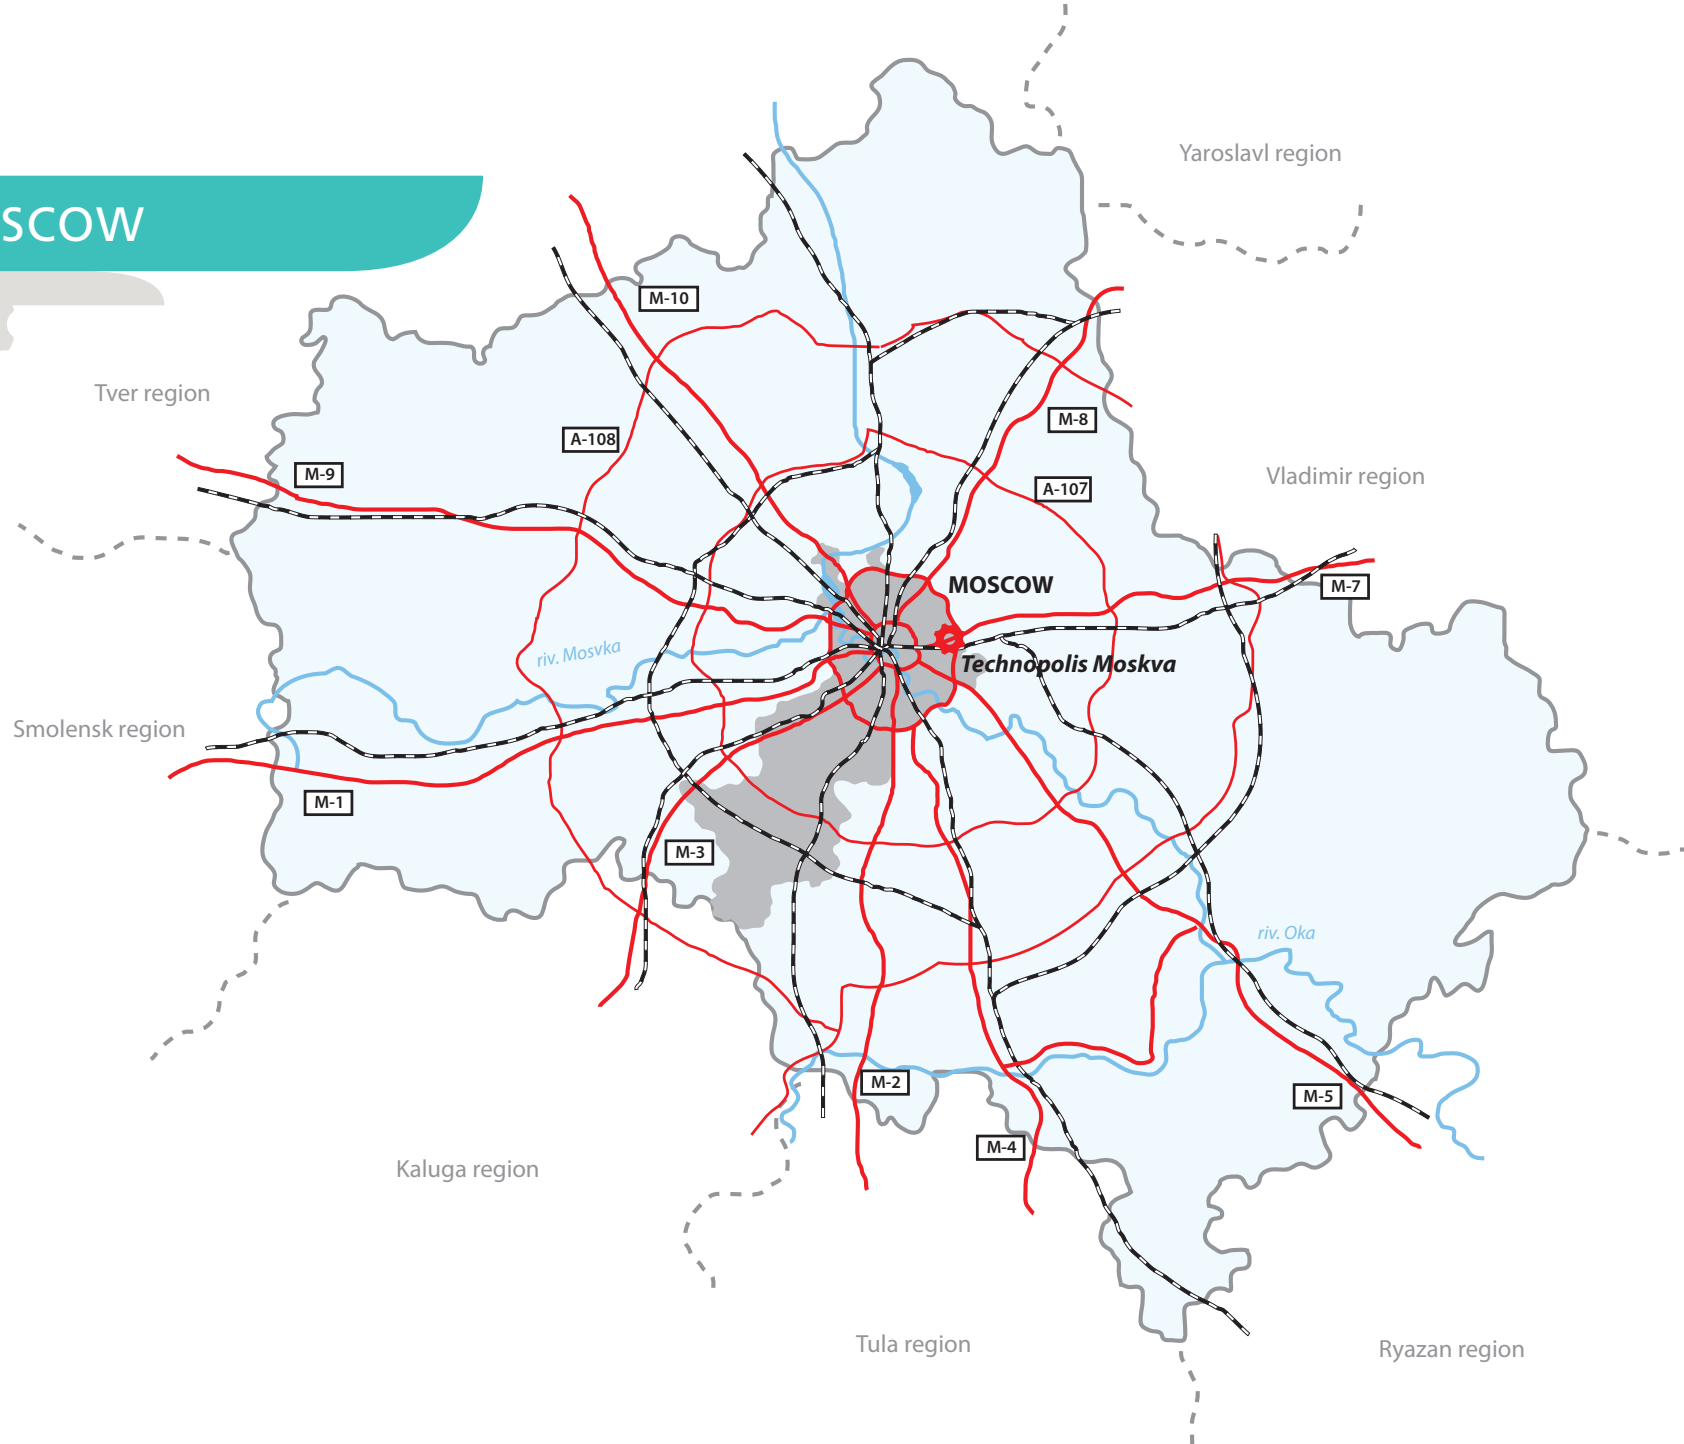 Yaroslavl region
SCOW
M-10
Tver region
M-8
A-108
M-9
Vladimir region
A-107
MOSCOW
M-7
riv. Mosvka
Technopolis Moskva
Smolensk region
M-1
M-3
riv. Oka
M-2
M-5
M-4
Kaluga region
Tula region
Ryazan region